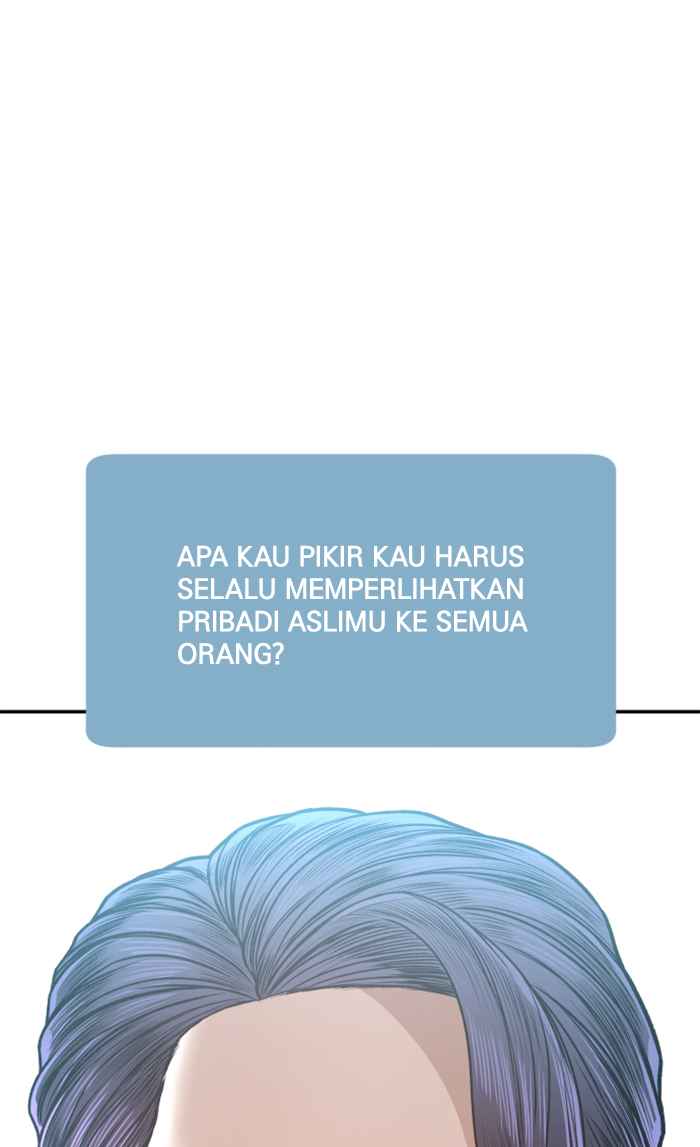 APA KAU PIKIR KAU HARUS
SELALU MEMPERLIHATKAN
PRIBADI ASLIMU KE SEMUA
ORANG?